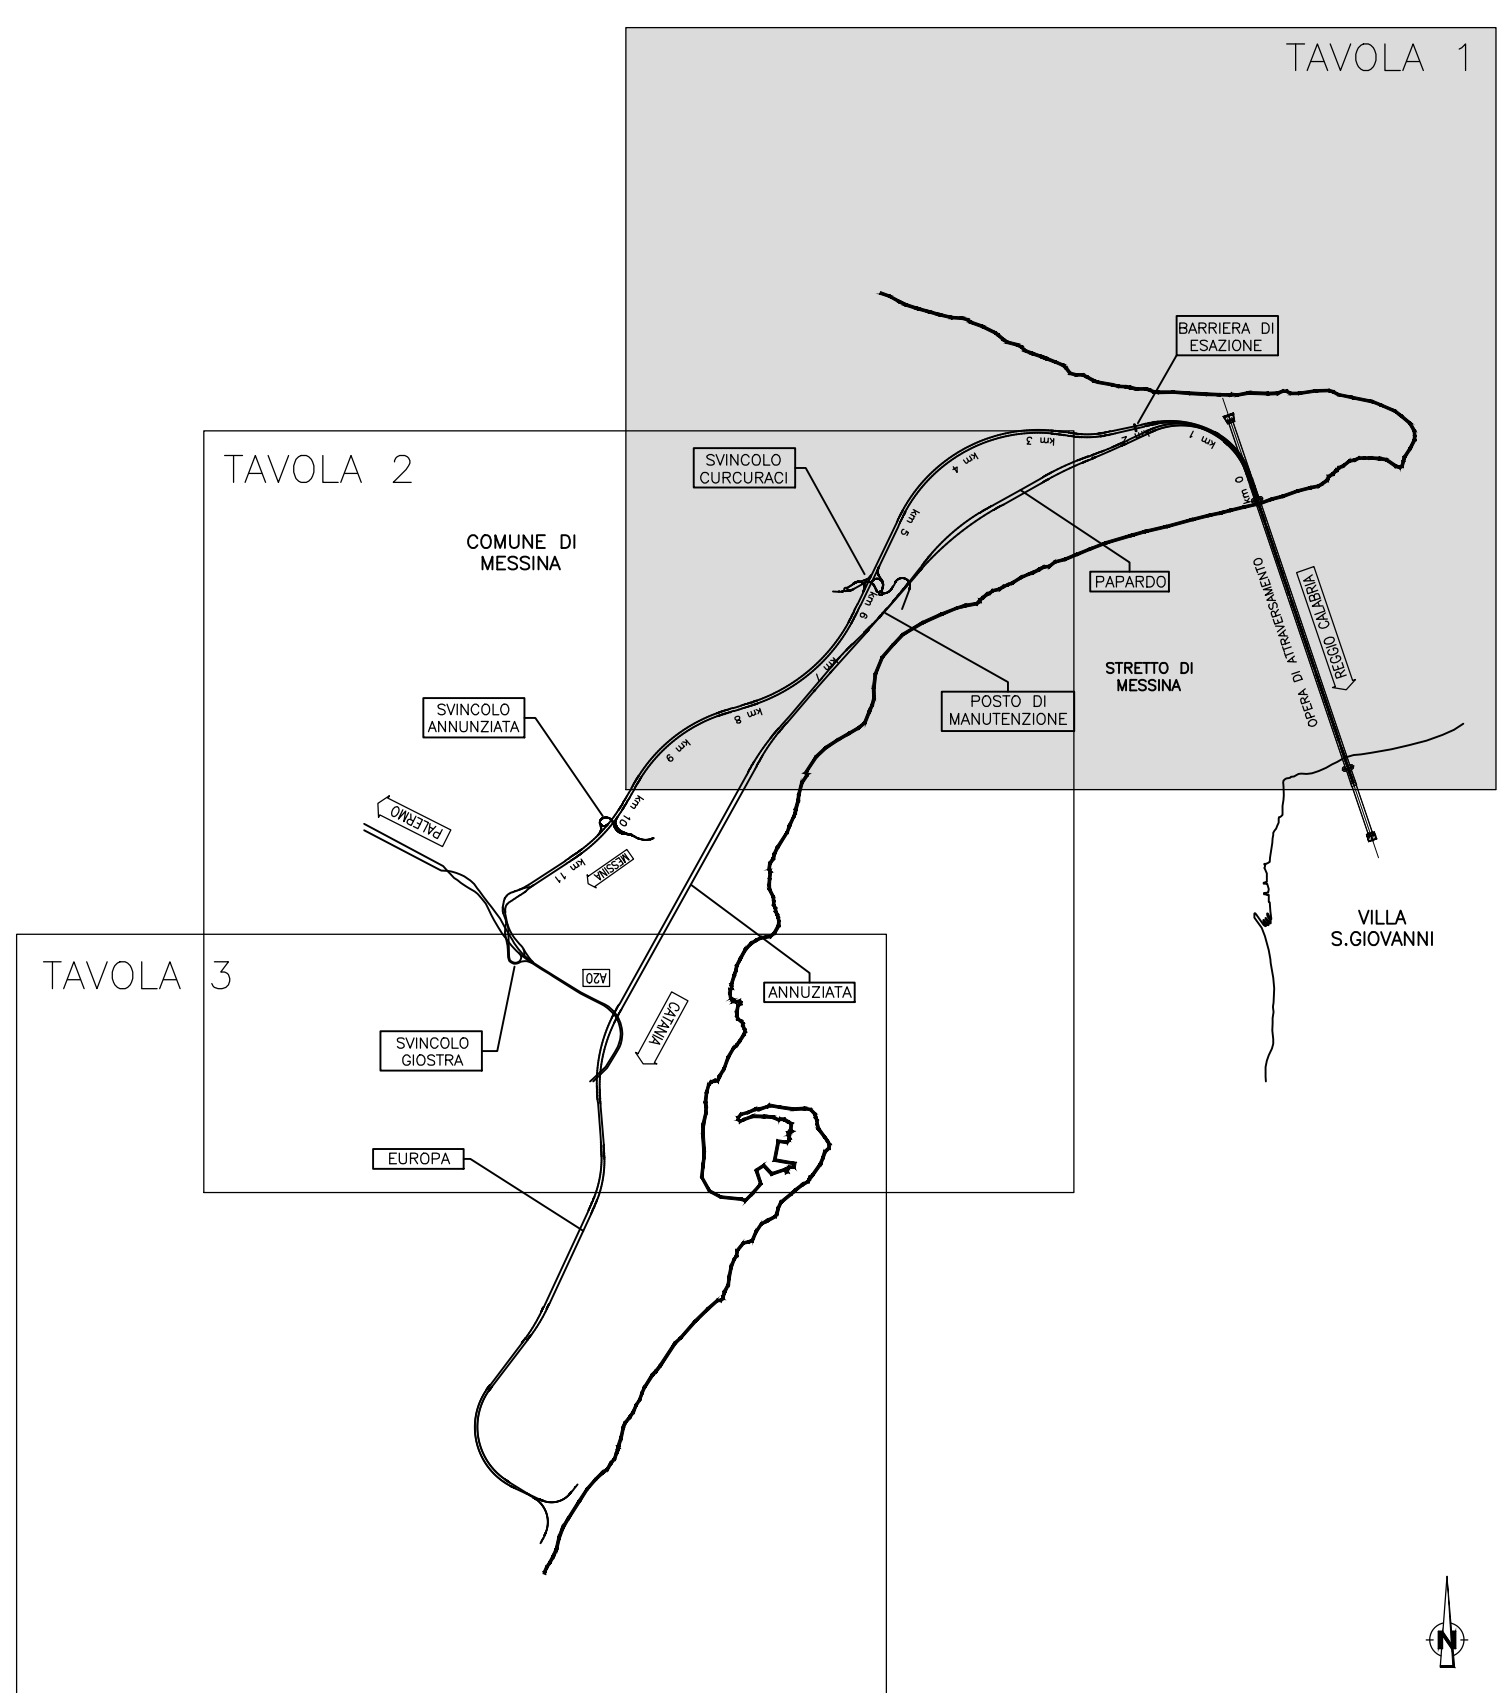 TAVOLA 1
BARRIERA DI
ESAZIONE
km 0
km 1
km 2
km 3
km 4
TAVOLA 2
SVINCOLO
CURCURACI
km 5
COMUNE DI
MESSINA
PAPARDO
OPERA DI ATTRAVERSAMENTO
REGGIO CALABRIA
km 6
km 7
STRETTO DI
MESSINA
POSTO DI
MANUTENZIONE
SVINCOLO
ANNUNZIATA
km 8
km 9
km 10
PALERMO
km 11
MESSINA
VILLA
S.GIOVANNI
TAVOLA 3
A20
ANNUZIATA
CATANIA
SVINCOLO
GIOSTRA
EUROPA
N